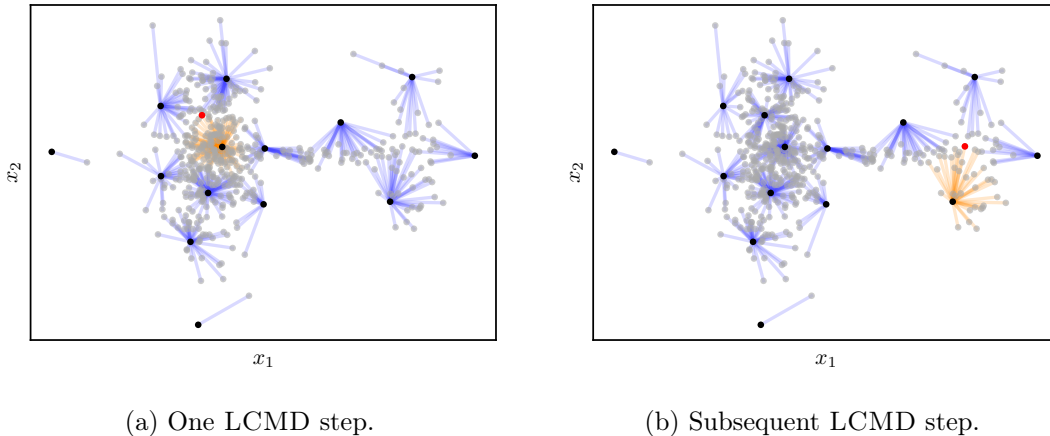 x₂
x₁
(a) One LCMD step.
x₂
x₁
(b) Subsequent LCMD step.